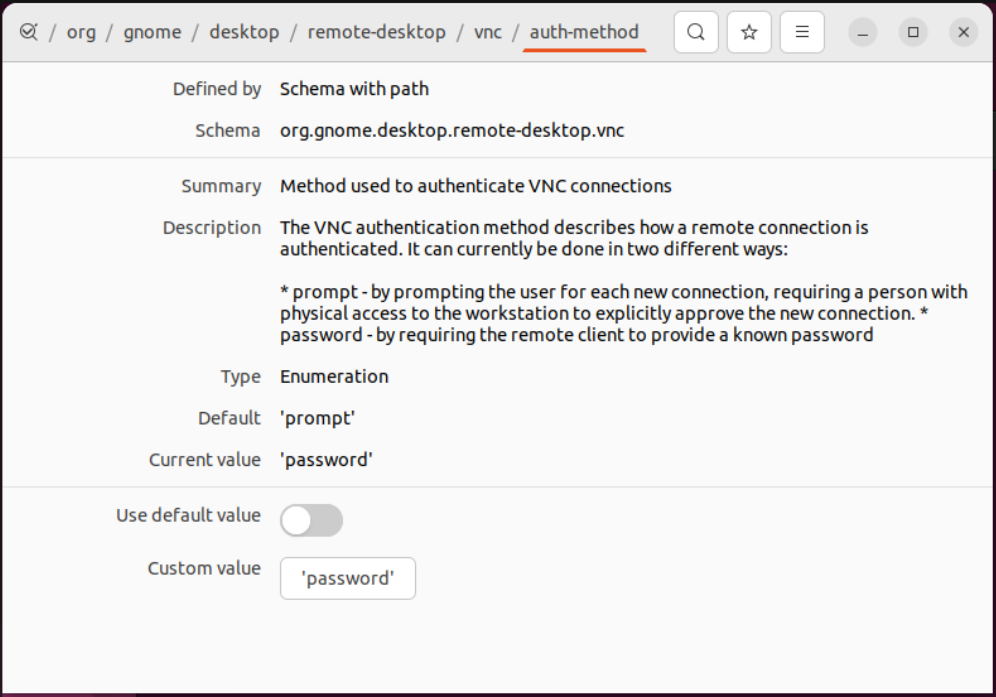 / org / gnome / desktop / remote-desktop / vnc / auth-method
Defined by Schema with path
Schema org.gnome.desktop.remote-desktop.vnc
Summary Method used to authenticate VNC connections
Description The VNC authentication method describes how a remote connection is
authenticated. It can currently be done in two different ways:
* prompt - by prompting the user for each new connection, requiring a person with
physical access to the workstation to explicitly approve the new connection. *
password - by requiring the remote client to provide a known password
Type Enumeration
Default 'prompt'
Current value 'password'
Use default value
Custom value 'password'